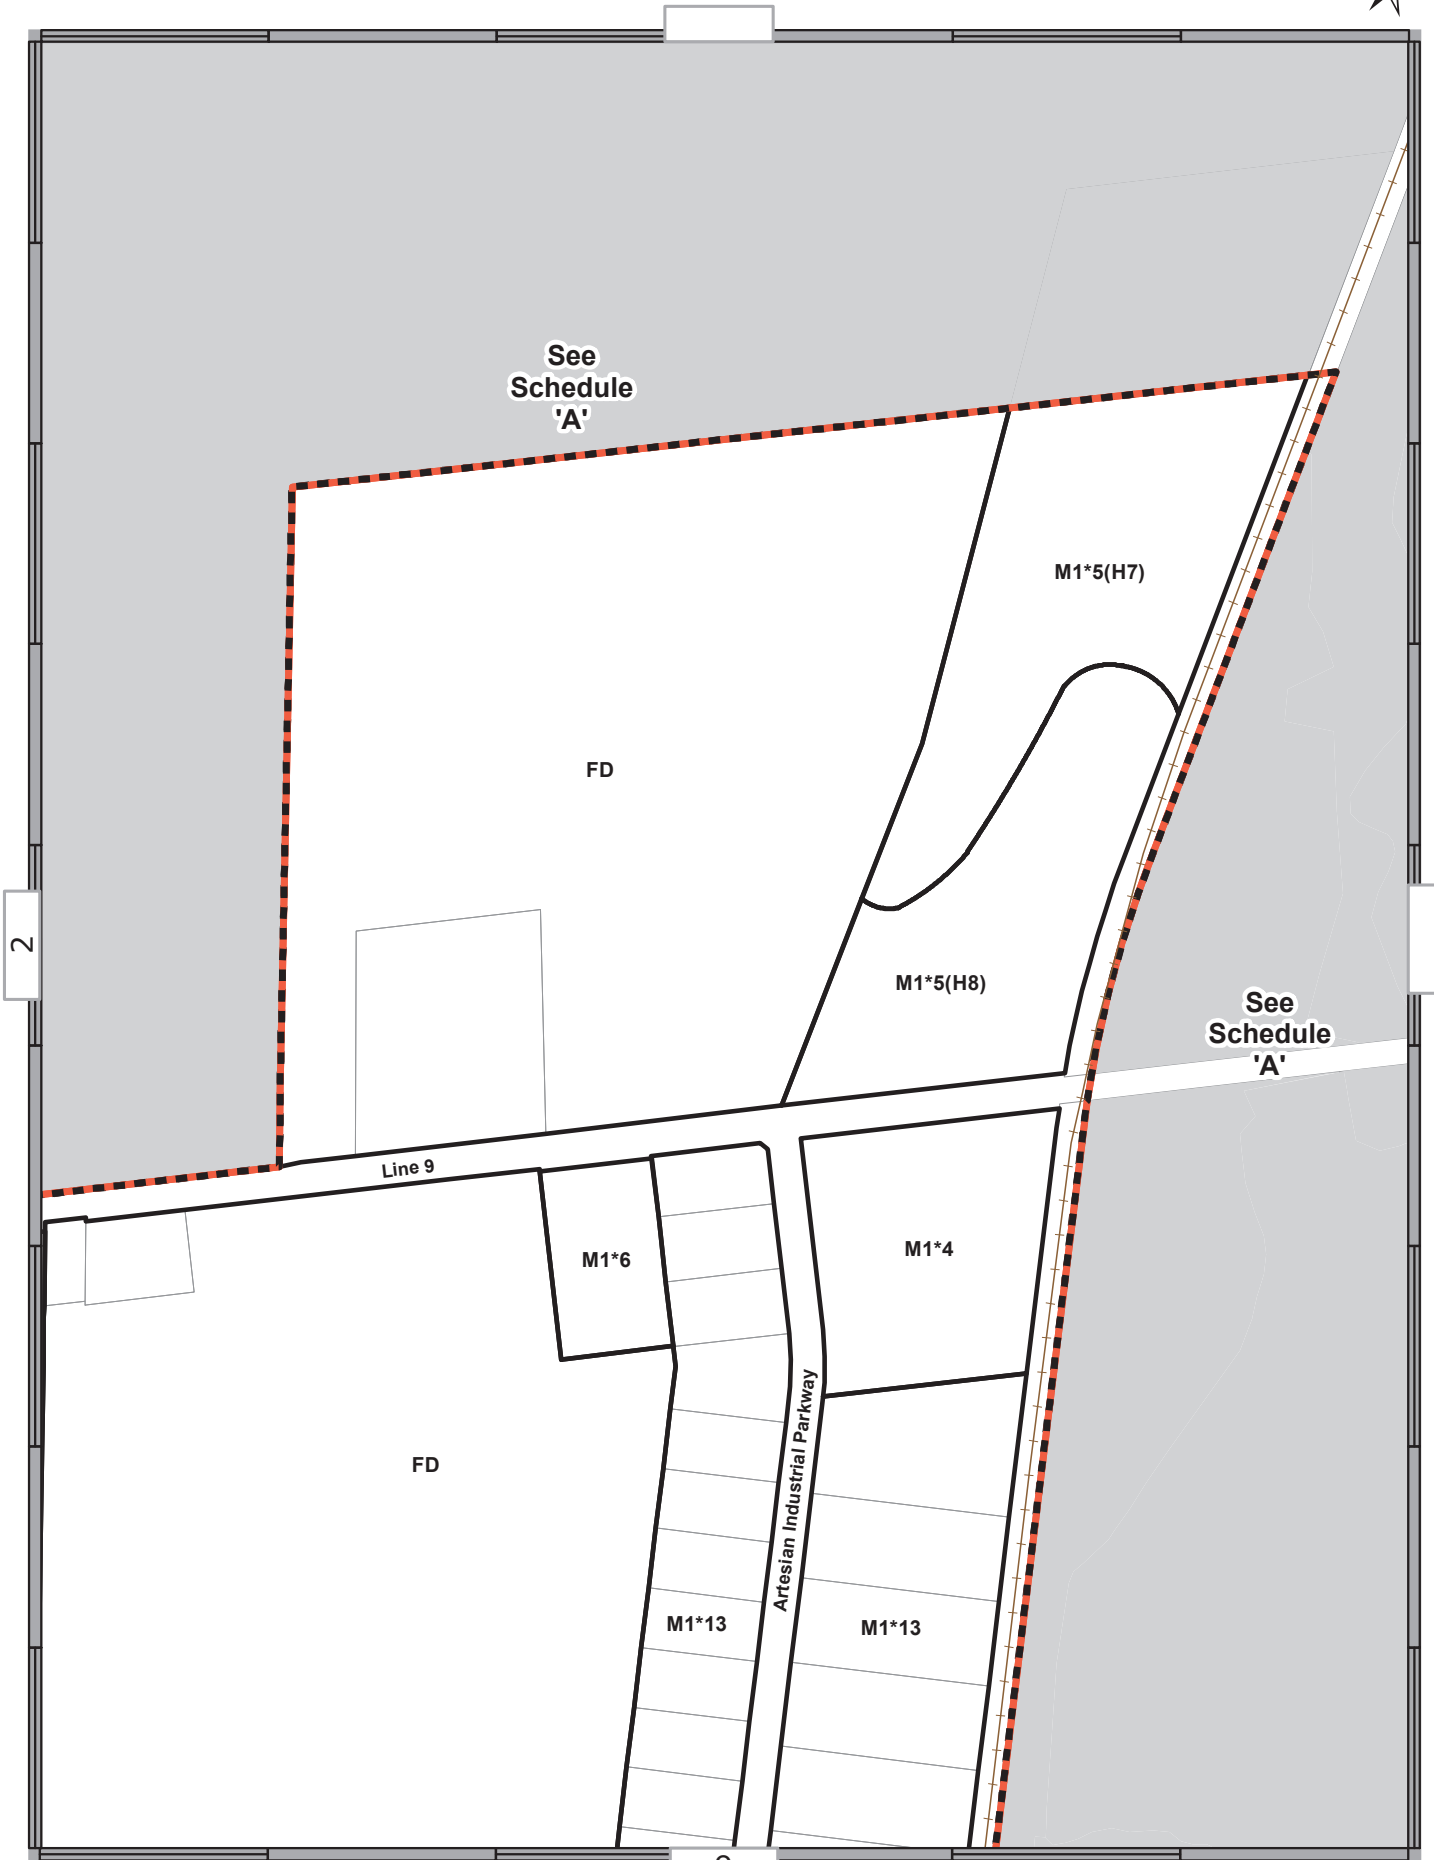 See
Schedule
'A'
M1*5(H7)
FD
2
M1*5(H8)
See
Schedule
'A'
Line 9
M1*6
M1*4
Artesian Industrial Parkway
FD
M1*13
M1*13